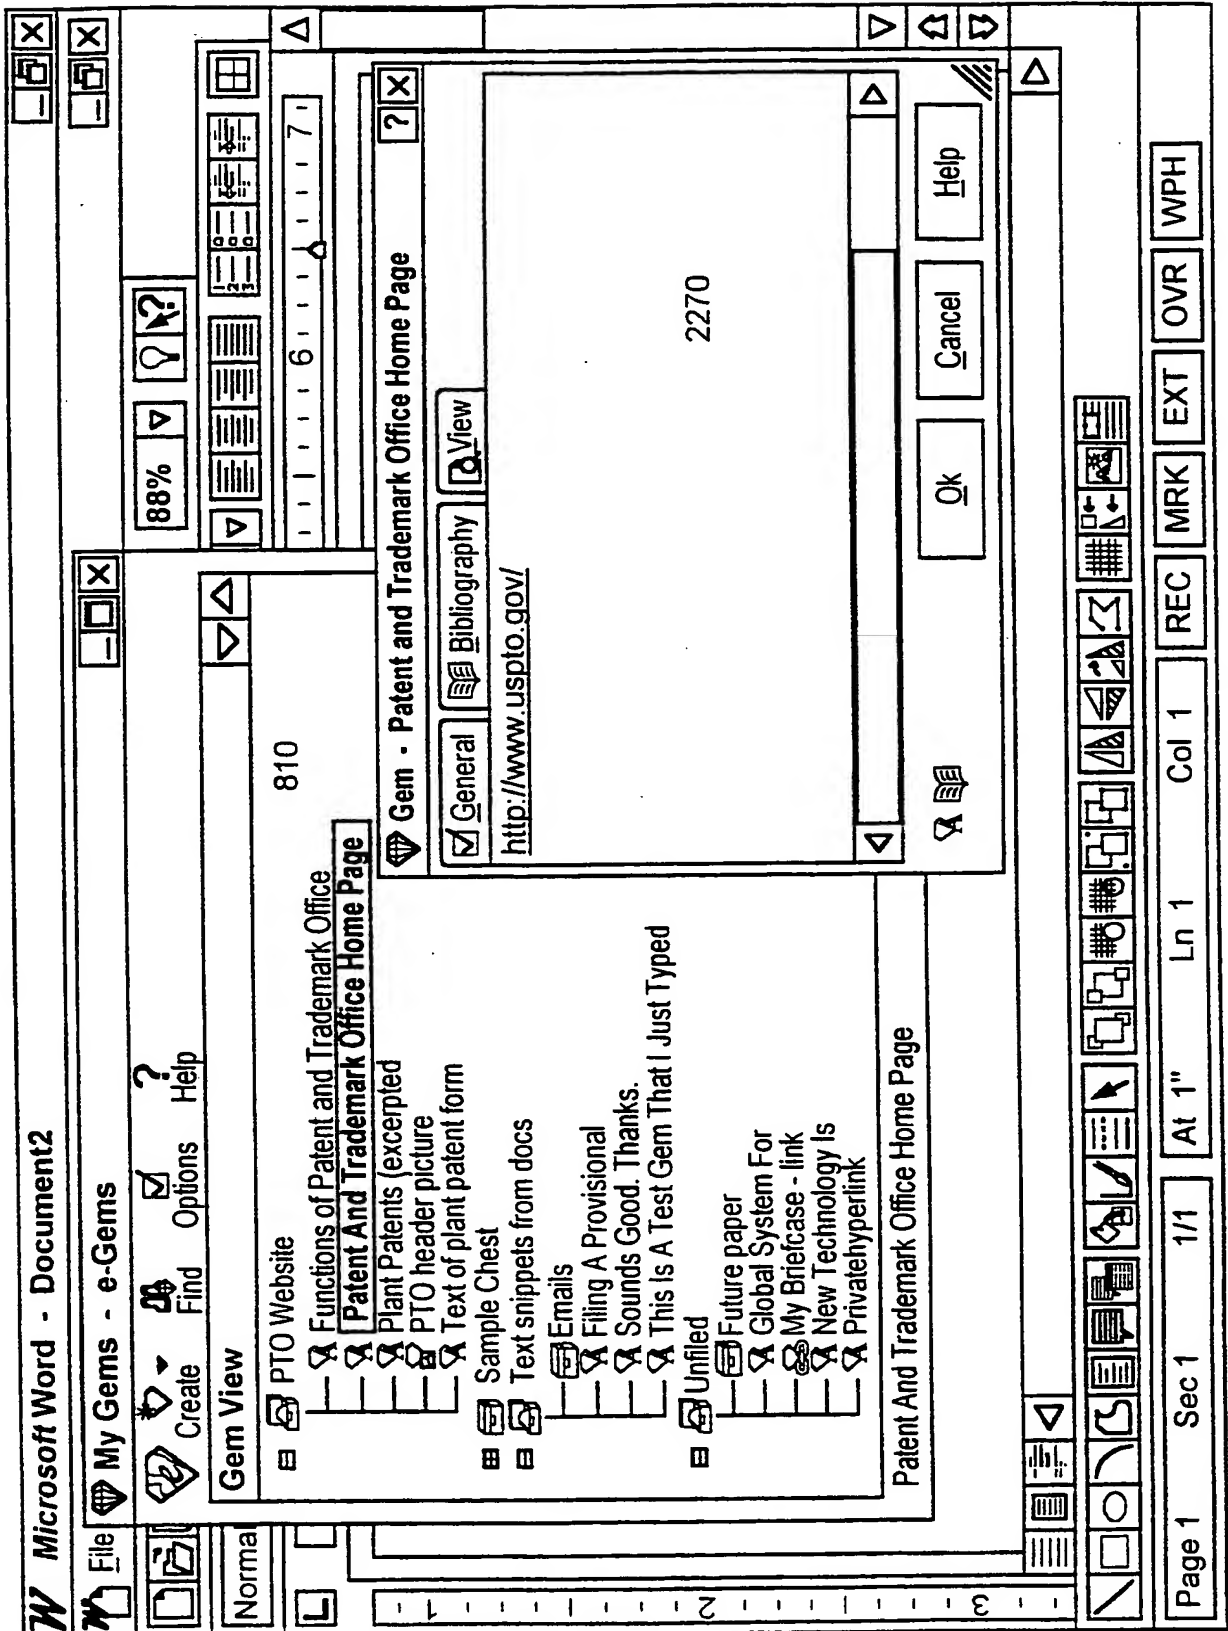 W Microsoft Word - Document2
File
My Gems - e-Gems
Create
Find
Options
Help
88%
Norma
Gem View
6
7
810
PTO Website
Functions of Patent and Trademark Office
Patent And Trademark Office Home Page
Plant Patents (excerpted
PTO header picture
Text of plant patent form
Sample Chest
Text snippets from docs
Emails
Filing A Provisional
Sounds Good. Thanks.
This Is A Test Gem That I Just Typed
Unfiled
Future paper
Global System For
My Briefcase - link
New Technology Is
Privatehyperlink
Patent And Trademark Office Home Page
Gem - Patent and Trademark Office Home Page
General
Bibliography
View
http://www.uspto.gov/
2270
Ok
Cancel
Help
1
2
3
Page 1 Sec 1 1/1 At 1" Ln 1 Col 1 REC MRK EXT OVR WPH